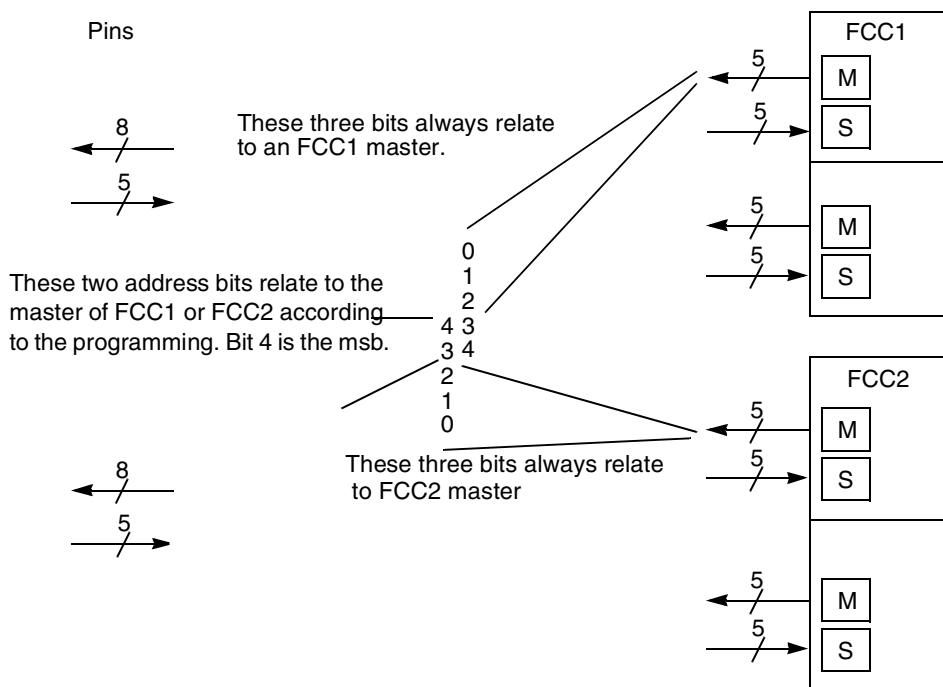 Pins
FCC1
5
M
5
S
8
These three bits always relate
to an FCC1 master.
5
5
M
5
S
0
1
2
These two address bits relate to the
master of FCC1 or FCC2 according
to the programming. Bit 4 is the msb.
4 3
3 4
2
1
0
FCC2
5
M
5
S
These three bits always relate
to FCC2 master
8
5
5
M
5
S